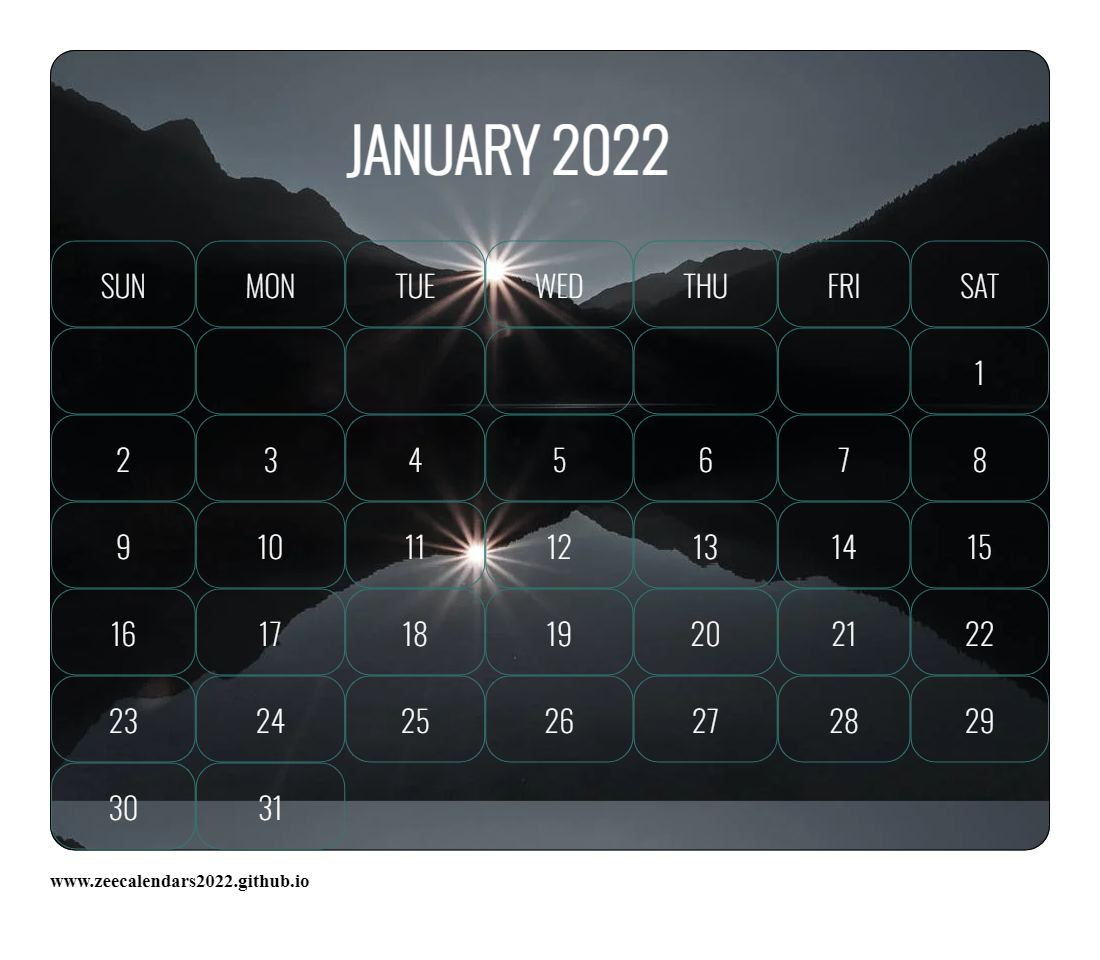 JANUARY 2022
SUN MON TUE WED THU FRI SAT
1
2 3 4 5 6 7 8
9 10 11 12 13 14 15
16 17 18 19 20 21 22
23 24 25 26 27 28 29
30 31
www.zeecalendars2022.github.io